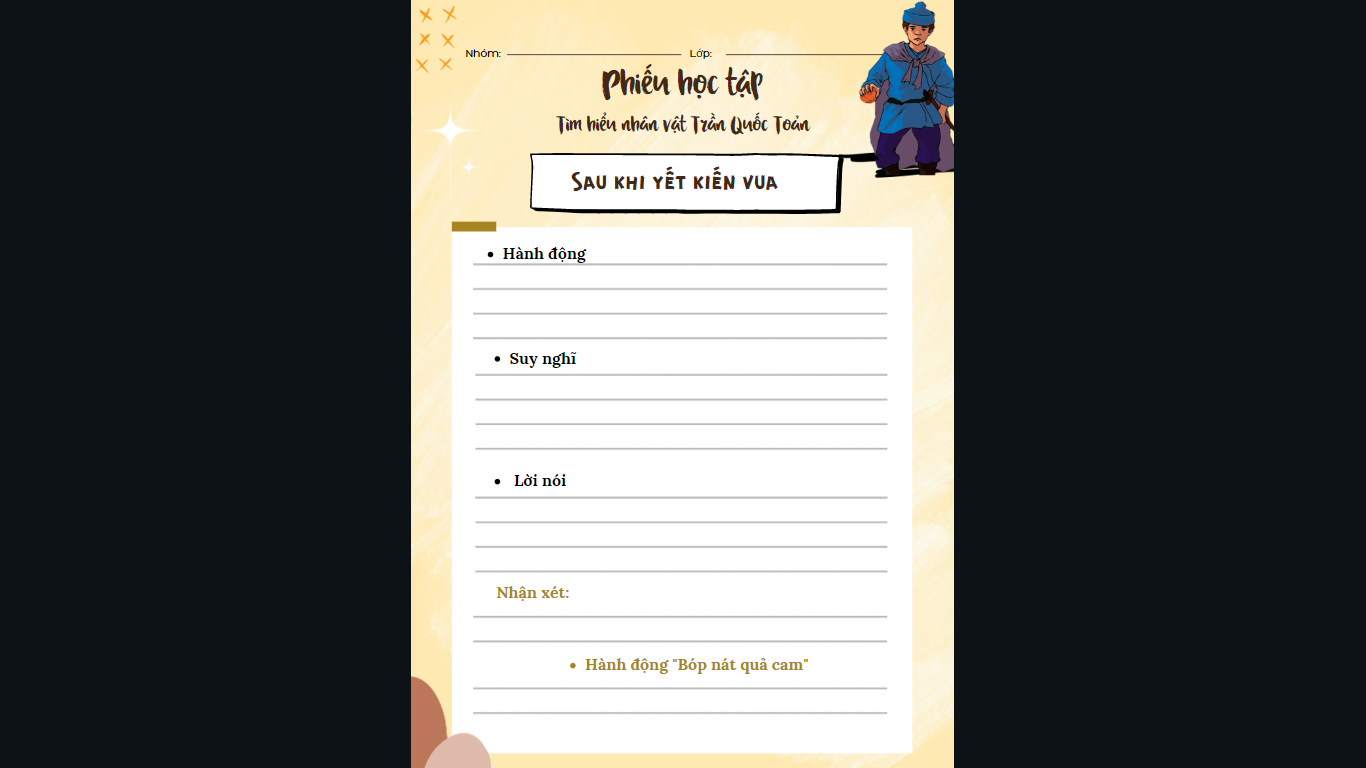 Nhóm: Lớp:
Phiếu học tập
Tìm hiểu nhân vật Trần Quốc Toản
Sau khi yết kiến vua
• Hành động
• Suy nghĩ
• Lời nói
Nhận xét:
• Hành động "Bóp nát quả cam"